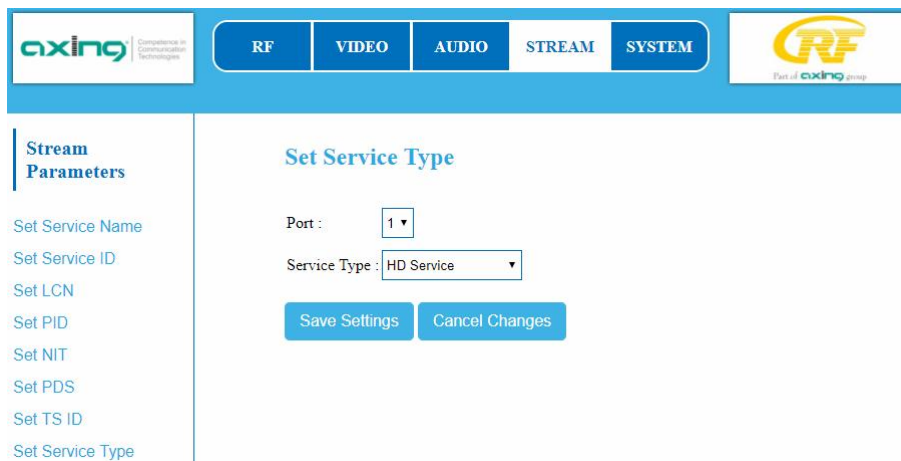 axing
Competence in
Communication
Technologies
RF VIDEO AUDIO STREAM SYSTEM
RF
Part of axing group
Stream
Parameters
Set Service Name
Set Service ID
Set LCN
Set PID
Set NIT
Set PDS
Set TS ID
Set Service Type
Set Service Type
Port : 1
Service Type : HD Service
Save Settings Cancel Changes